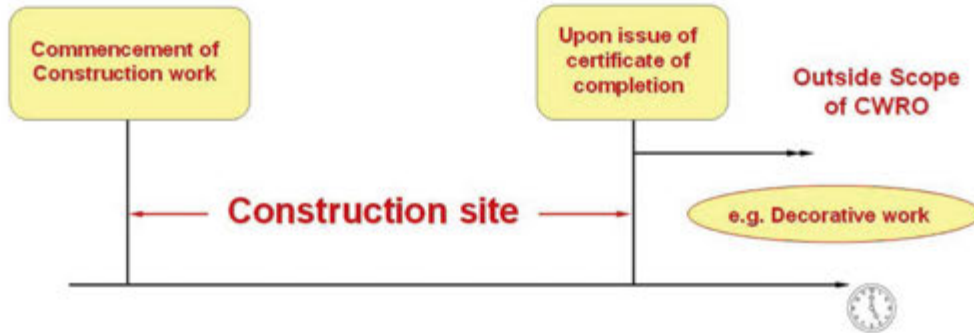 Commencement of
Construction work
Upon issue of
certificate of
completion
Outside Scope
of CWRO
Construction site
e.g. Decorative work